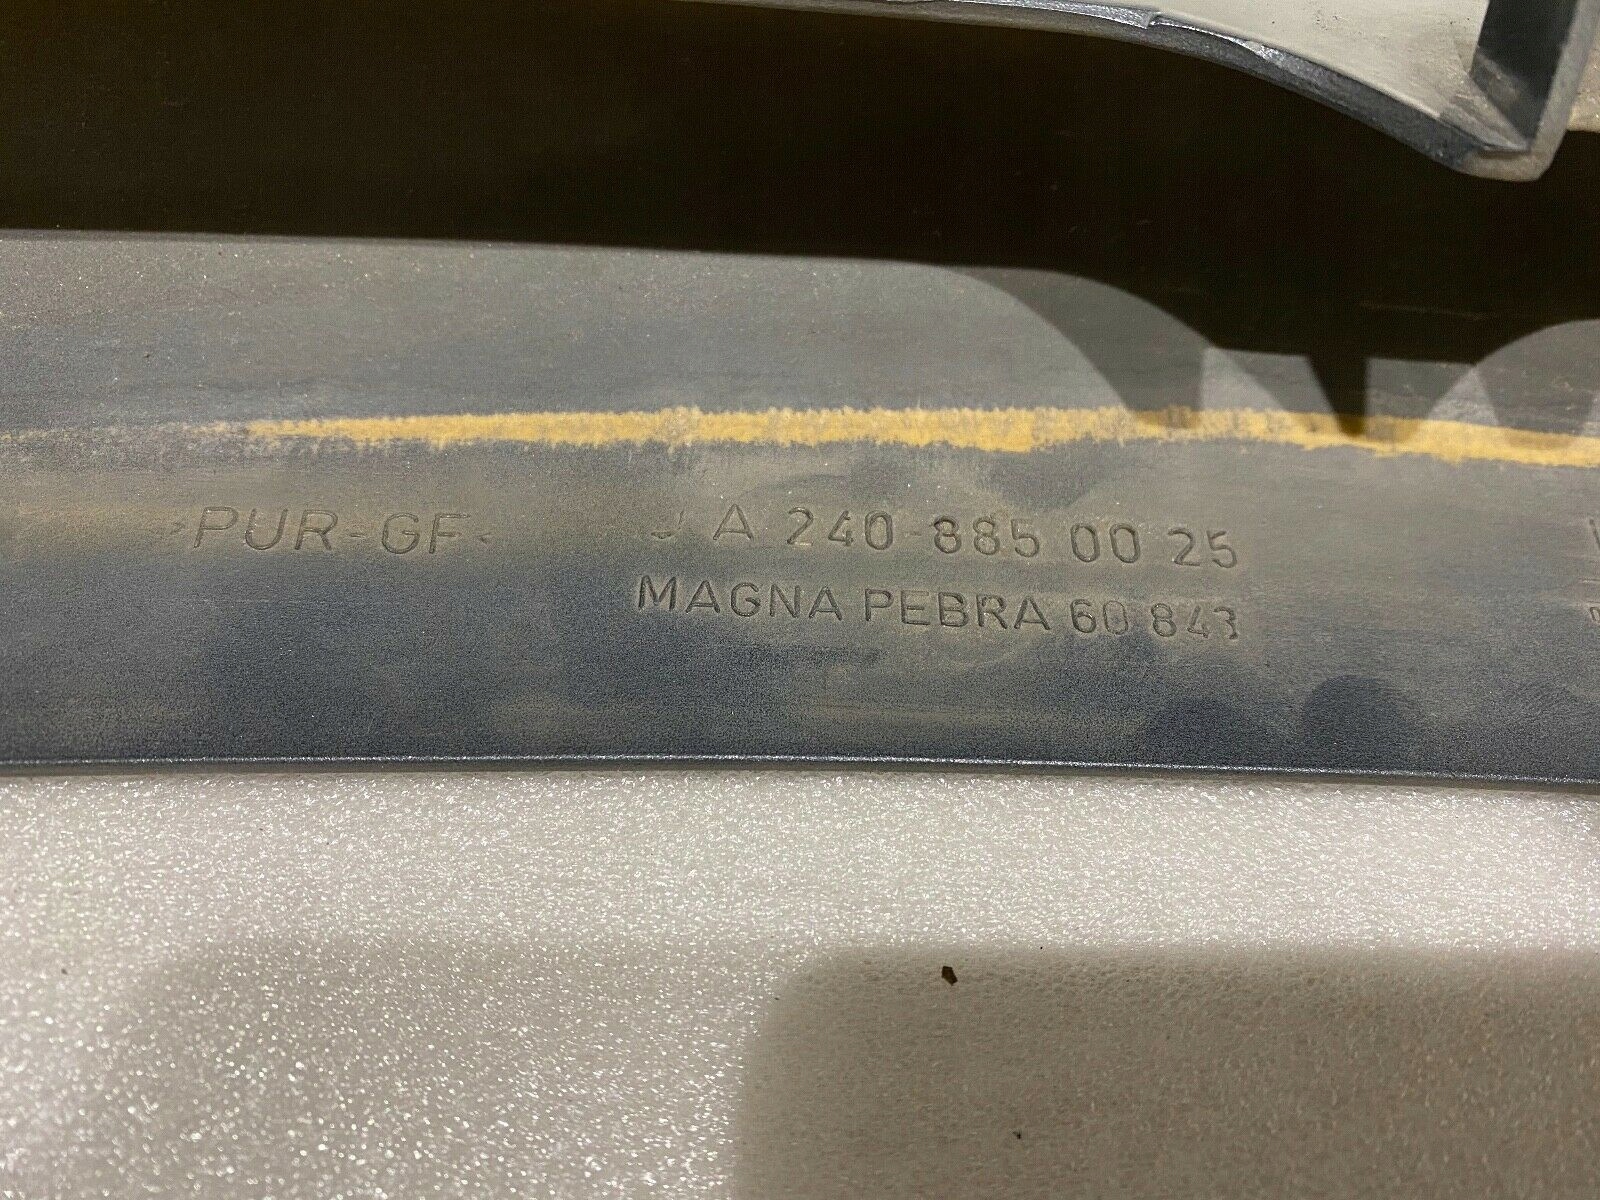 >PUR-GF<
A 240 885 00 25
MAGNA PEBRA 60 843